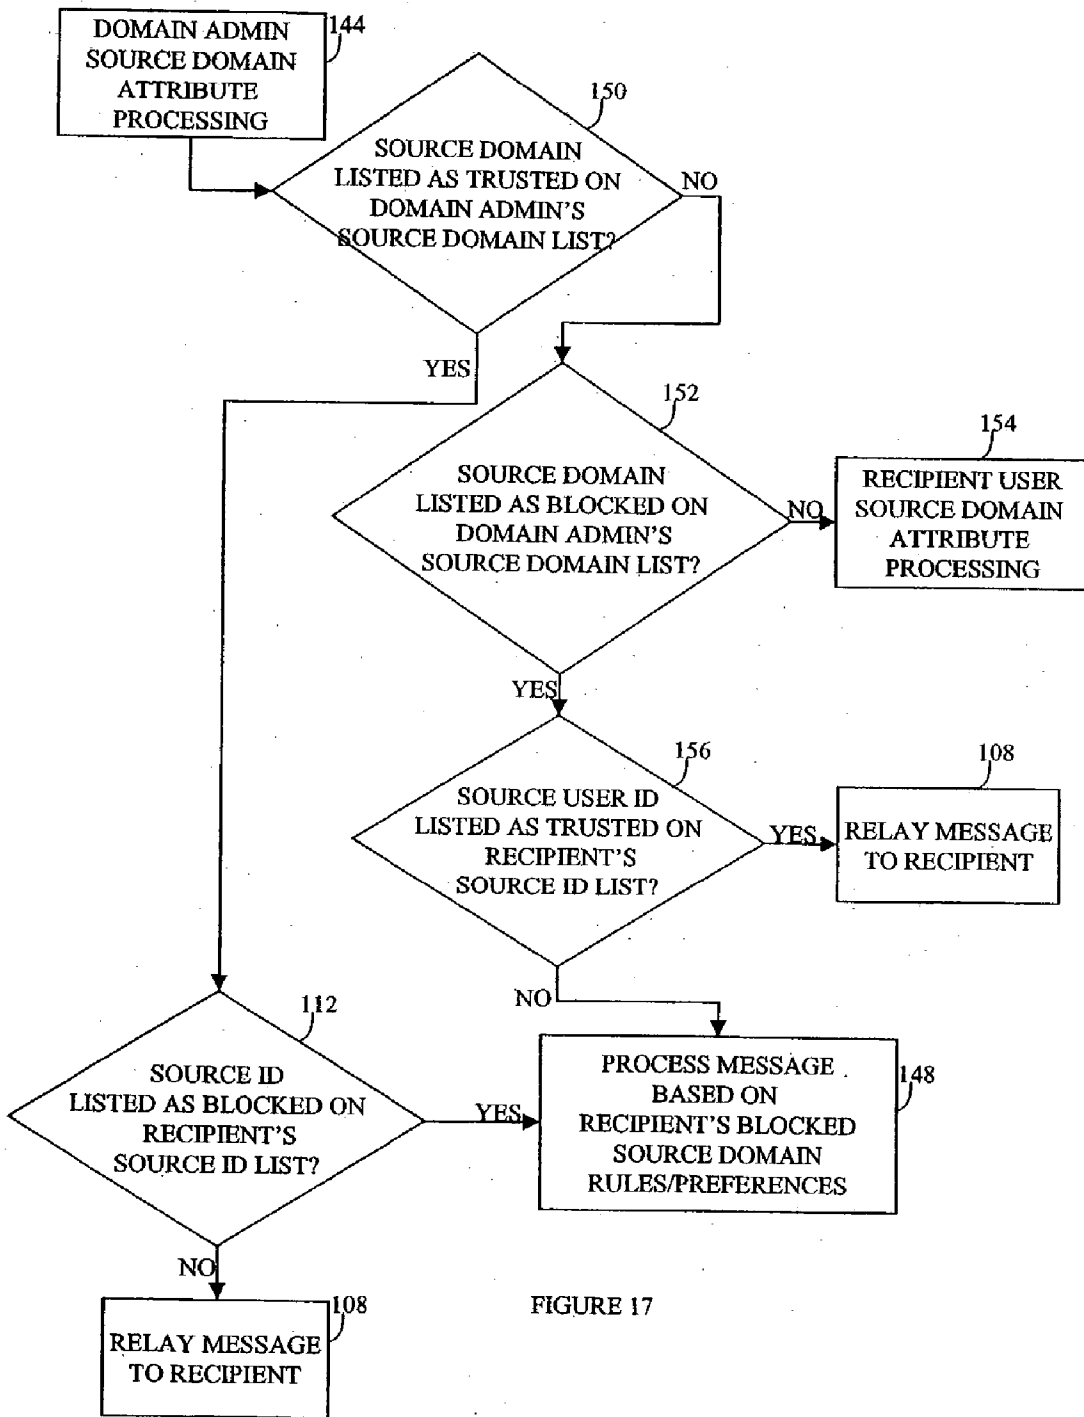 DOMAIN ADMIN
SOURCE DOMAIN
ATTRIBUTE
PROCESSING
144
150
SOURCE DOMAIN
LISTED AS TRUSTED ON
DOMAIN ADMIN'S
SOURCE DOMAIN LIST?
NO
YES
152
SOURCE DOMAIN
LISTED AS BLOCKED ON
DOMAIN ADMIN'S
SOURCE DOMAIN LIST?
NO
154
RECIPIENT USER
SOURCE DOMAIN
ATTRIBUTE
PROCESSING
YES
156
SOURCE USER ID
LISTED AS TRUSTED ON
RECIPIENT'S
SOURCE ID LIST?
YES
108
RELAY MESSAGE
TO RECIPIENT
NO
112
SOURCE ID
LISTED AS BLOCKED ON
RECIPIENT'S
SOURCE ID LIST?
YES
PROCESS MESSAGE
BASED ON
RECIPIENT'S BLOCKED
SOURCE DOMAIN
RULES/PREFERENCES
148
NO
108
RELAY MESSAGE
TO RECIPIENT
FIGURE 17